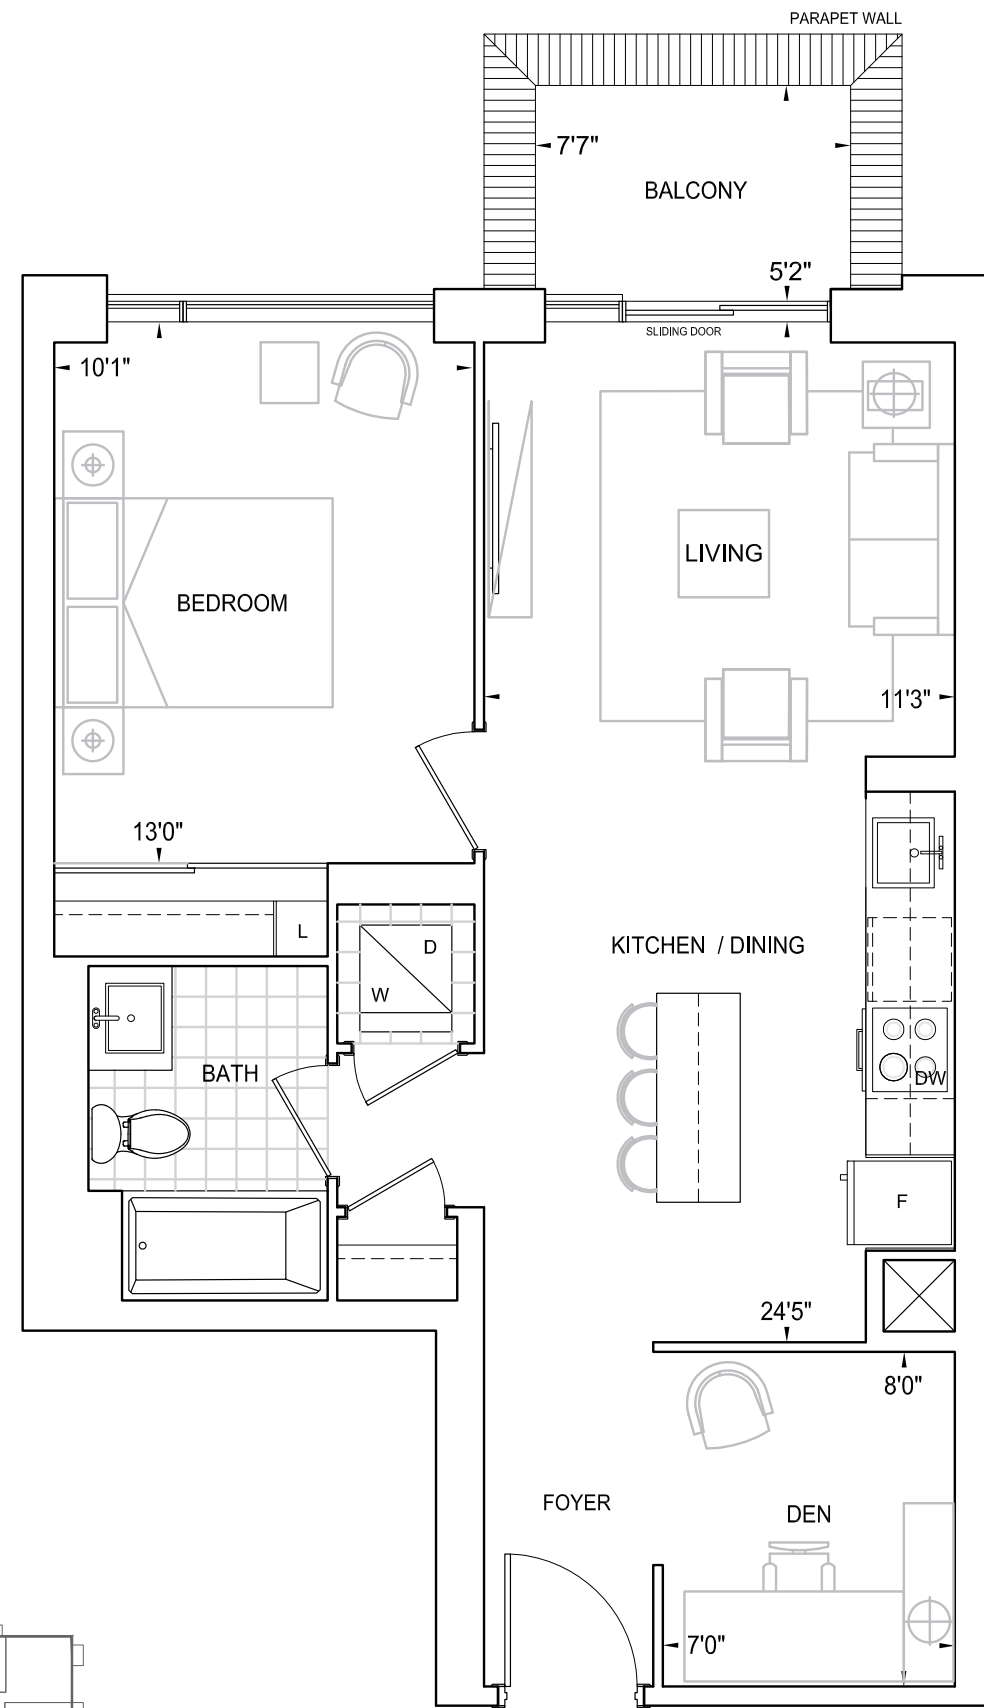 PARAPET WALL
7'7"
BALCONY
5'2"
SLIDING DOOR
10'1"
LIVING
BEDROOM
11'3"
13'0"
L
D
W
KITCHEN / DINING
BATH
DW
F
24'5"
8'0"
FOYER
DEN
7'0"